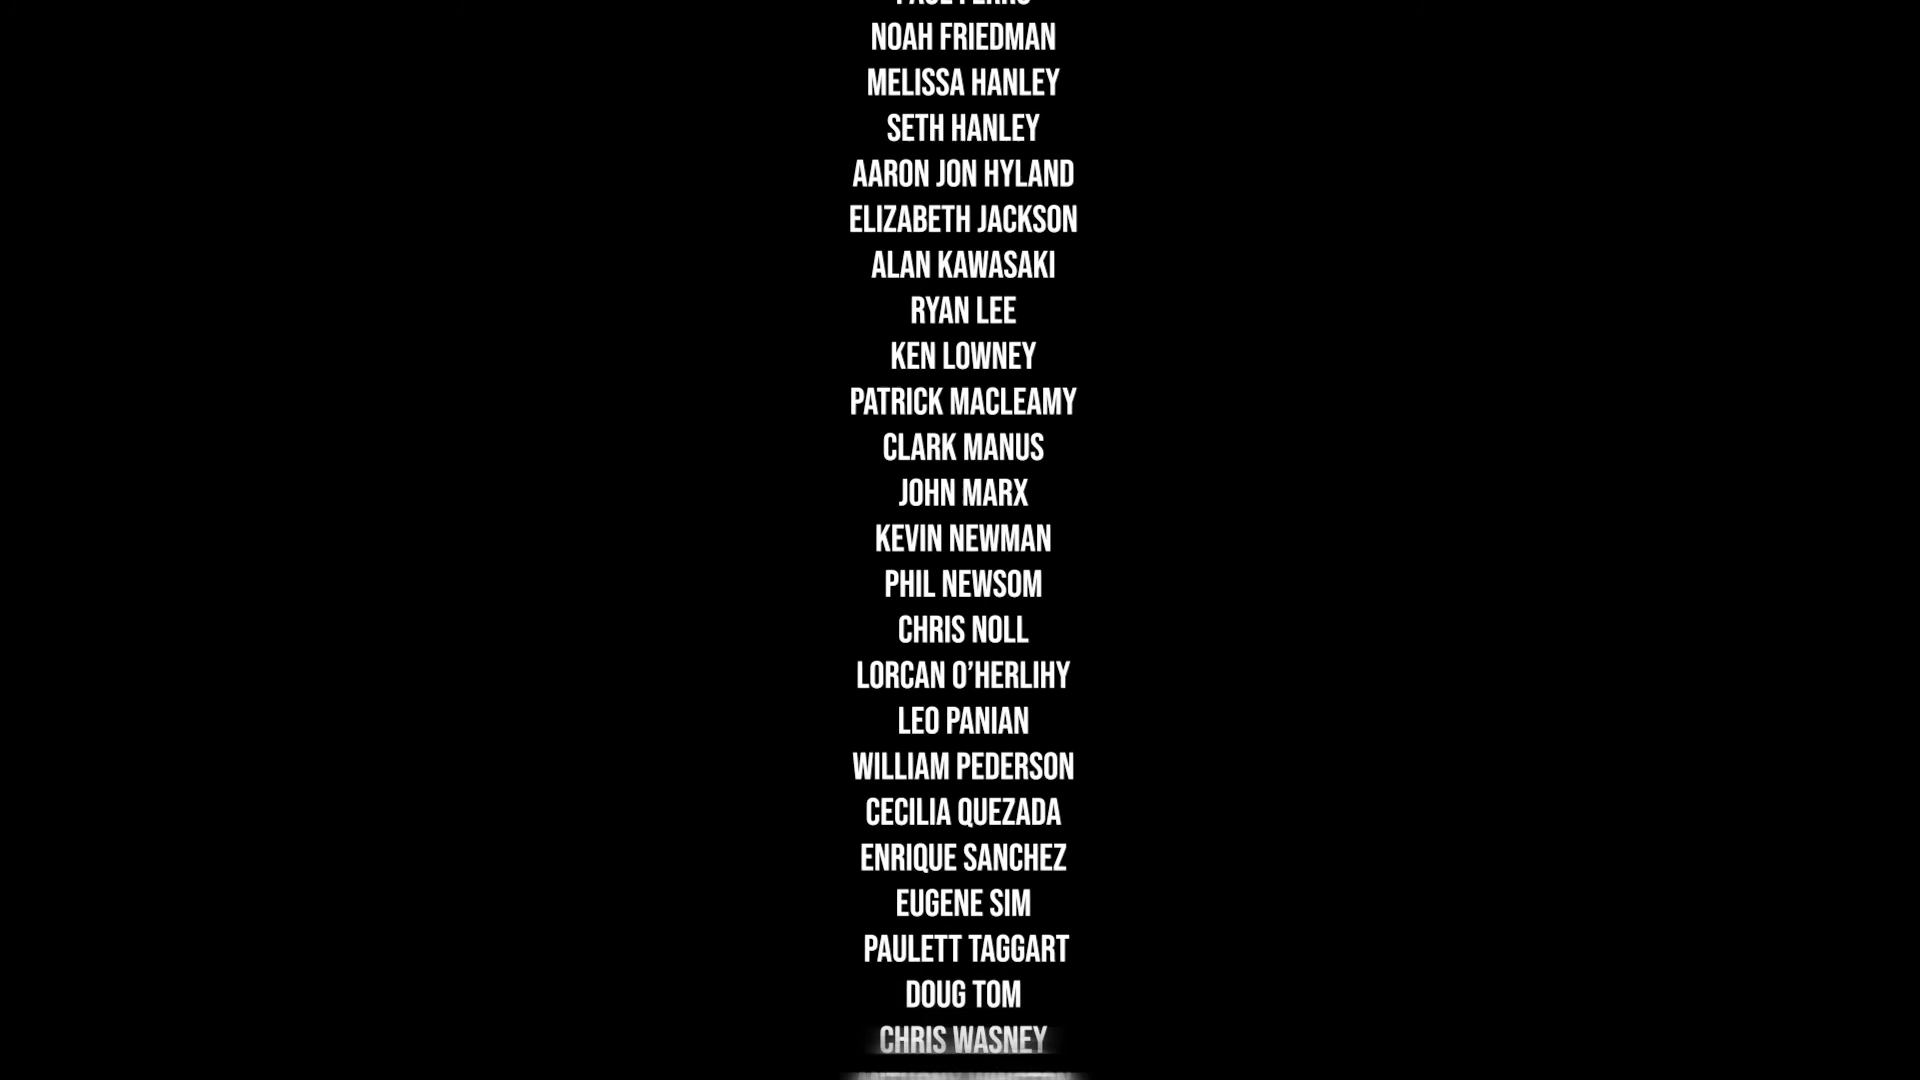 NOAH FRIEDMAN
MELISSA HANLEY
SETH HANLEY
AARON JON HYLAND
ELIZABETH JACKSON
ALAN KAWASAKI
RYAN LEE
KEN LOWNEY
PATRICK MACLEAMY
CLARK MANUS
JOHN MARX
KEVIN NEWMAN
PHIL NEWSOM
CHRIS NOLL
LORCAN O’HERLIHY
LEO PANIAN
WILLIAM PEDERSON
CECILIA QUEZADA
ENRIQUE SANCHEZ
EUGENE SIM
PAULETT TAGGART
DOUG TOM
CHRIS WASNEY